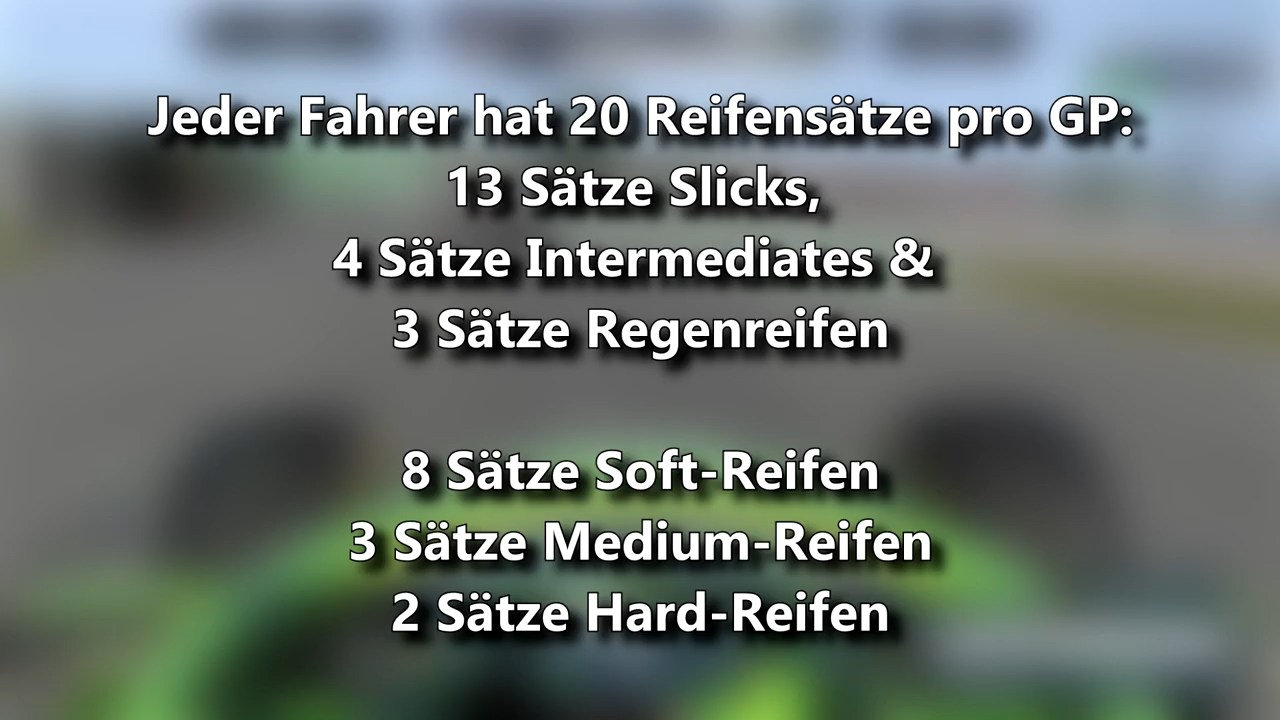 Jeder Fahrer hat 20 Reifensätze pro GP:
13 Sätze Slicks,
4 Sätze Intermediates &
3 Sätze Regenreifen
8 Sätze Soft-Reifen
3 Sätze Medium-Reifen
2 Sätze Hard-Reifen